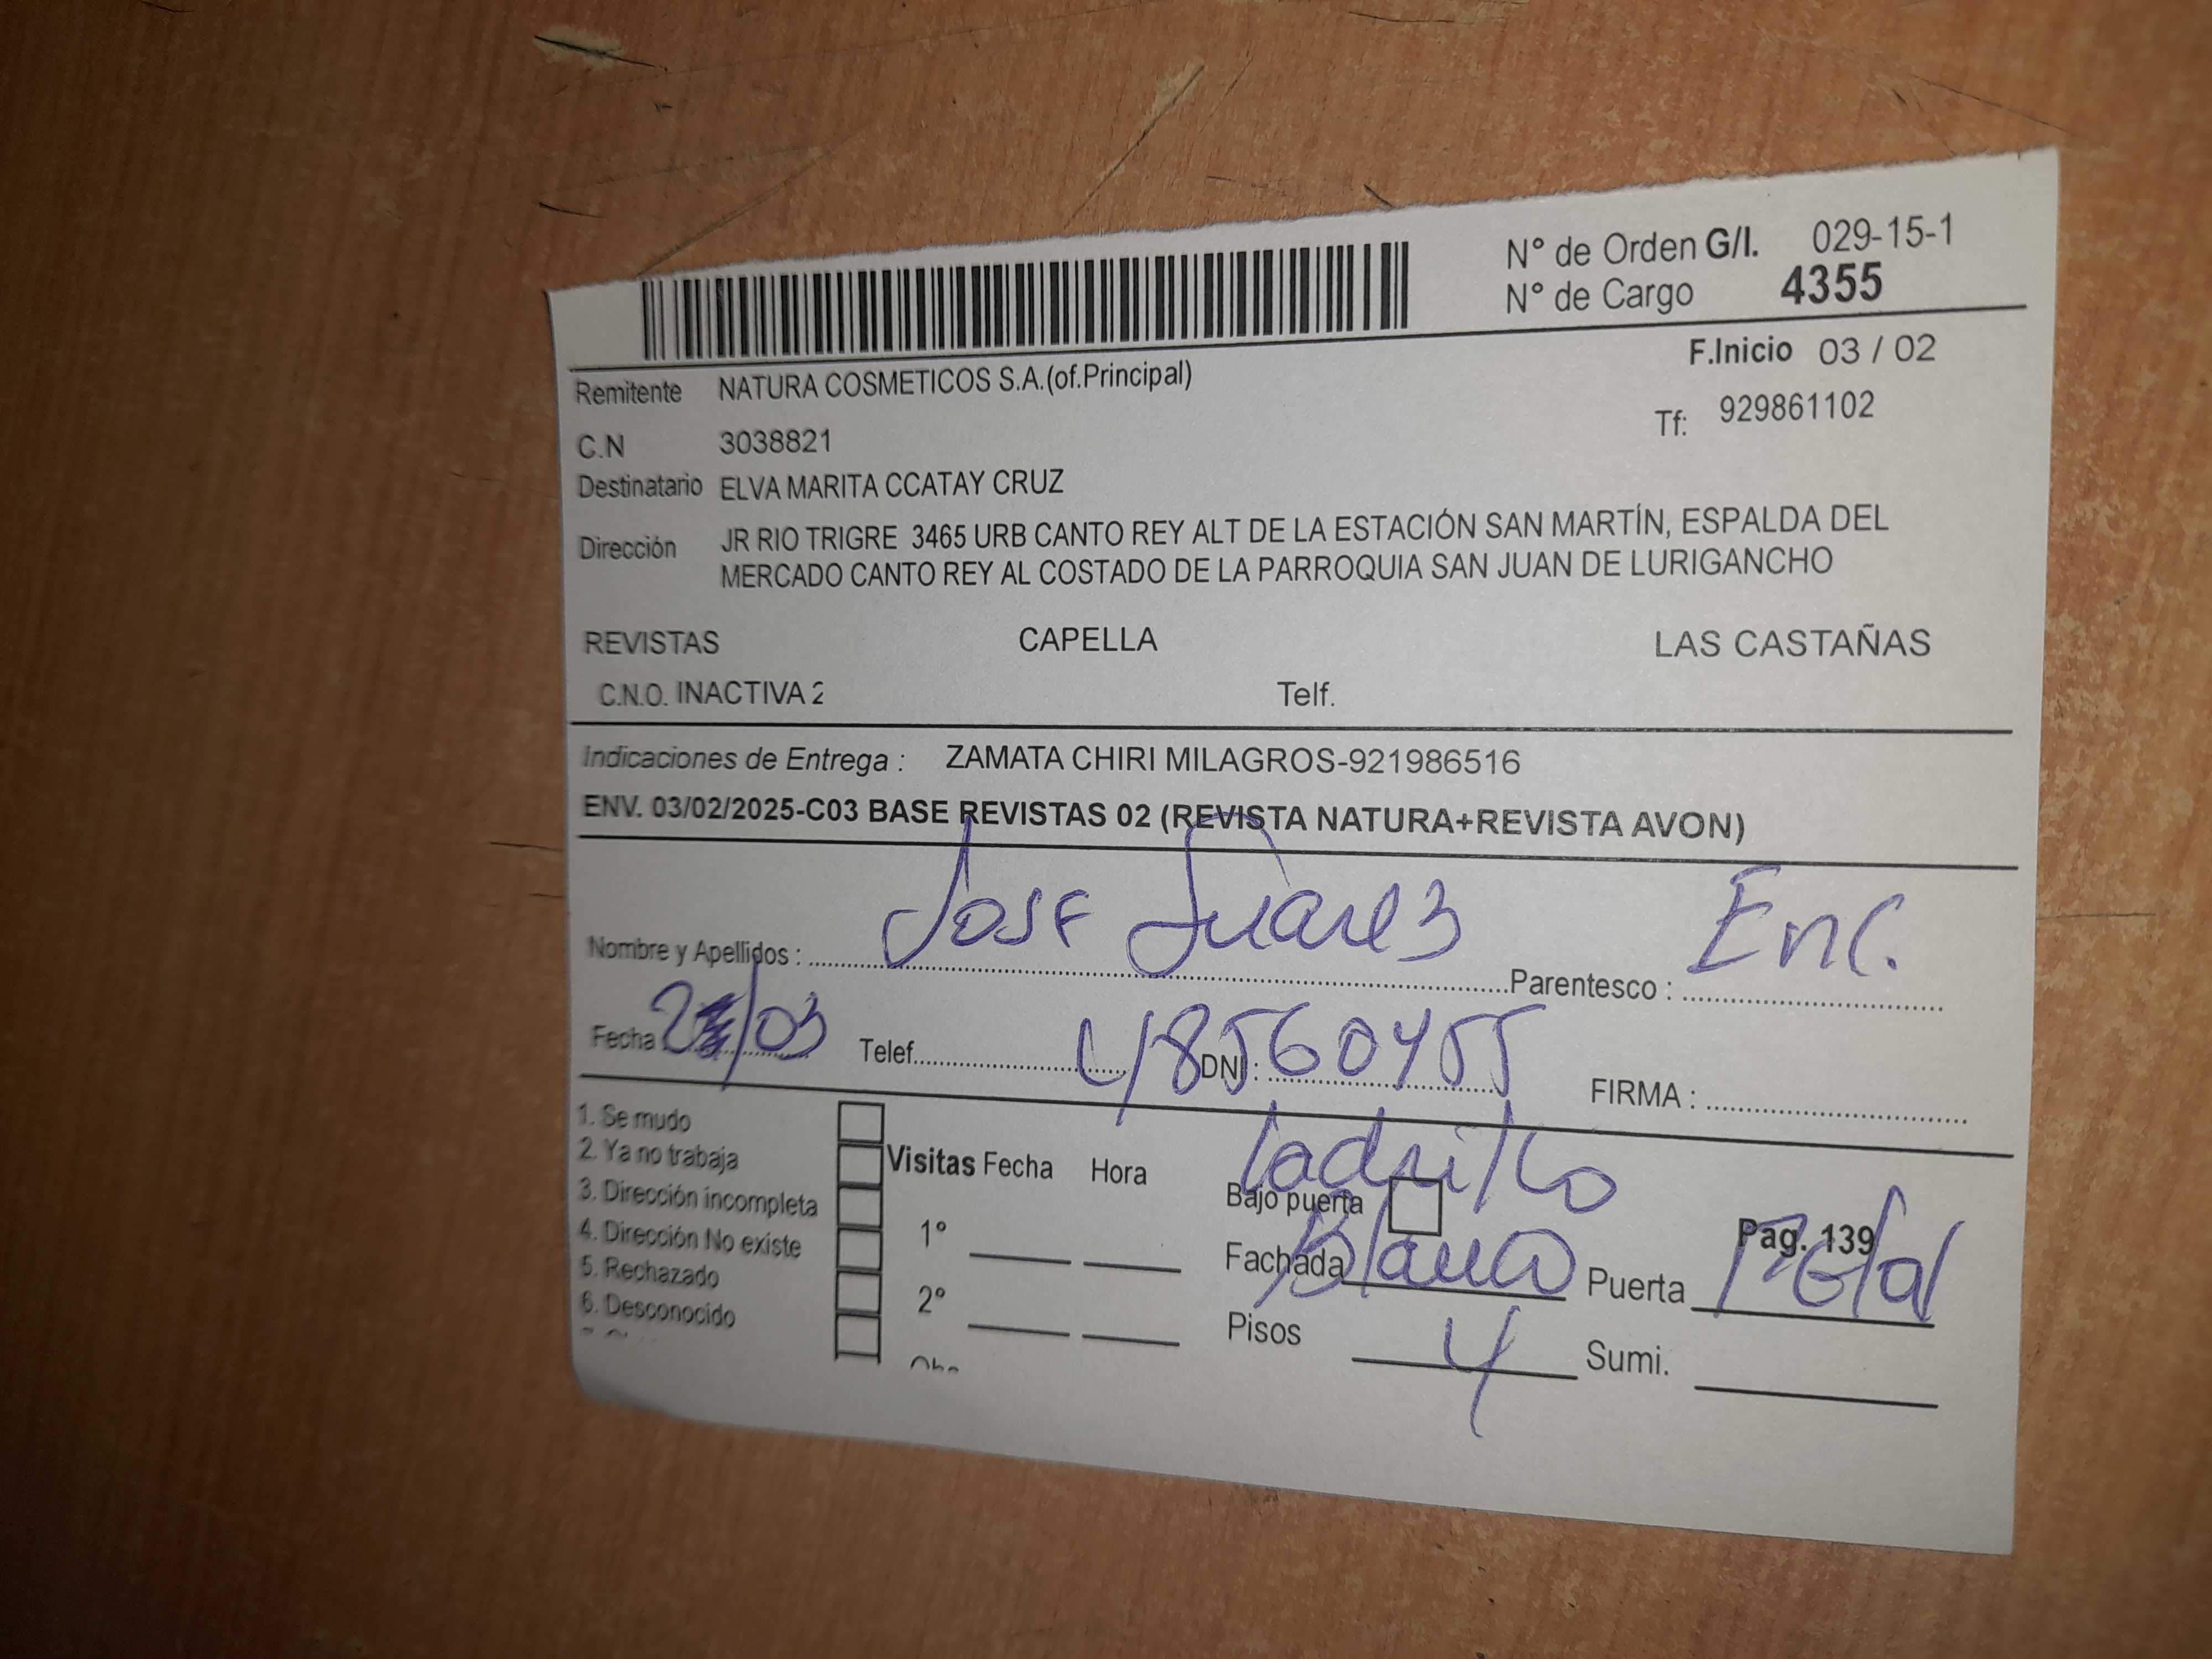 N° de Orden G/I. 029-15-1
N° de Cargo 4355
F.Inicio 03 / 02
Remitente NATURA COSMETICOS S.A.(of.Principal)
Tf: 929861102
C.N 3038821
Destinatario ELVA MARITA CCATAY CRUZ
Dirección JR RIO TRIGRE 3465 URB CANTO REY ALT DE LA ESTACIÓN SAN MARTÍN, ESPALDA DEL
MERCADO CANTO REY AL COSTADO DE LA PARROQUIA SAN JUAN DE LURIGANCHO
REVISTAS CAPELLA LAS CASTAÑAS
C.N.O. INACTIVA 2 Telf.
Indicaciones de Entrega : ZAMATA CHIRI MILAGROS-921986516
ENV. 03/02/2025-C03 BASE REVISTAS 02 (REVISTA NATURA+REVISTA AVON)
Nombre y Apellidos : Jose Suarez Parentesco : Enc.
Fecha /03 Telef. DNI : 48560455 FIRMA :
1. Se mudo
2. Ya no trabaja
3. Dirección incompleta
4. Dirección No existe
5. Rechazado
6. Desconocido
Visitas Fecha Hora
1°
2°
ladrillo
Bajo puerta Pag. 139
Fachada Blanco Puerta
Pisos 4 Sumi.